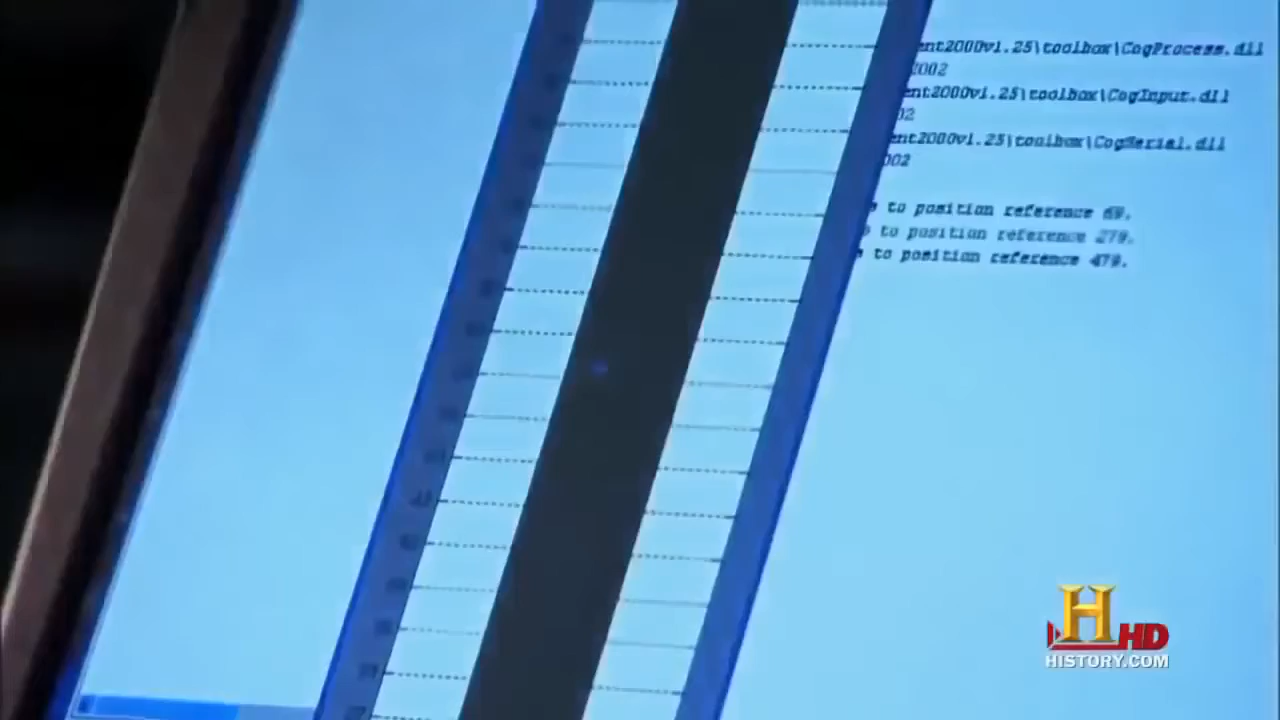 ent2000v1.25\toolbox\CogProcess.dll
2002
ent2000v1.25\toolbox\CogInput.dll
02
ent2000v1.25\toolbox\CogSerial.dll
002
to position reference 69.
to position reference 279.
to position reference 479.
H HD
HISTORY.COM